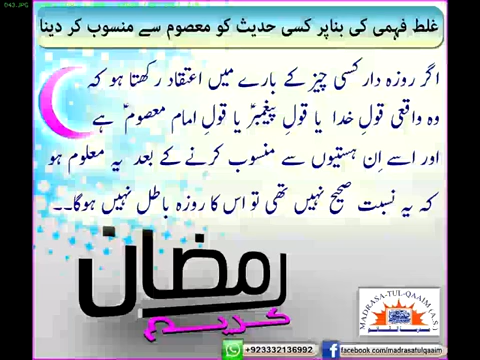 043.JPG
غلط فہمی کی بناپر کسی حدیث کو معصوم سے منسوب کر دینا
اگر روزہ دار کسی چیز کے بارے میں اعتقاد رکھتا ہو کہ
وہ واقعی قولِ خدا یا قولِ پیغمبرؐ یا قولِ امام معصومؑ ہے
اور اسے اِن ہستیوں سے منسوب کرنے کے بعد یہ معلوم ہو
کہ یہ نسبت صحیح نہیں تھی تو اس کا روزہ باطل نہیں ہوگا۔۔
رمضان
كريم
MADRASA-TUL-QAAIM(A.S)
+923332136992
facebook.com/madrasatulqaaim